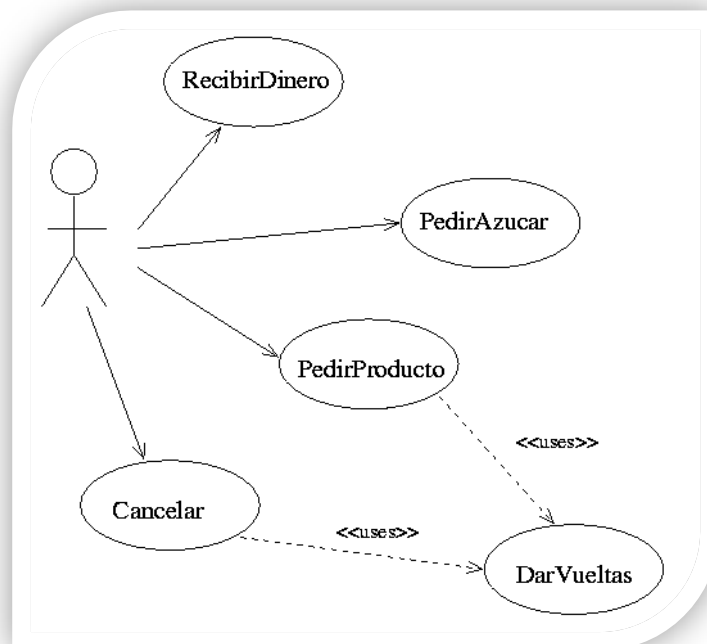 RecibirDinero
PedirAzucar
PedirProducto
<<uses>>
Cancelar
<<uses>>
DarVueltas